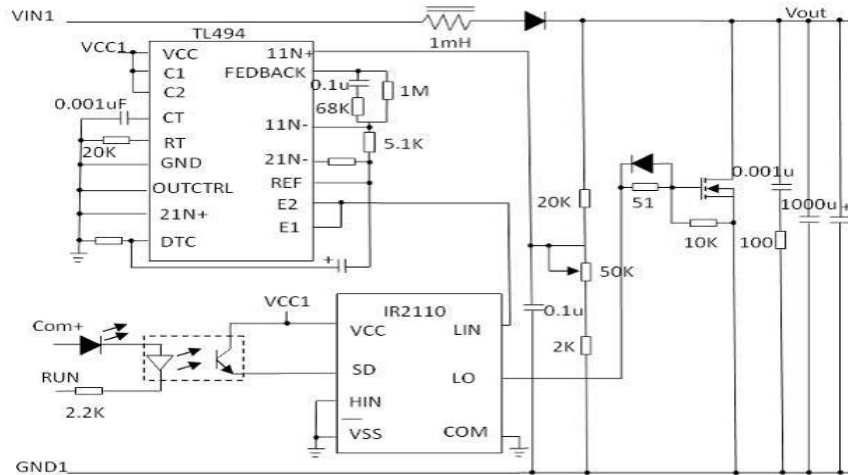 VIN1
Vout
TL494
1mH
VCC1
VCC
11N+
C1
FEDBACK
C2
0.1u
1M
0.001uF
68K
CT
11N-
5.1K
20K
RT
GND
21N-
OUTCTRL
REF
21N+
E2
E1
DTC
+
20K
51
0.001u
10K
100
1000u
+
50K
0.1u
2K
VCC1
IR2110
Com+
VCC
LIN
RUN
SD
LO
2.2K
HIN
VSS
COM
GND1